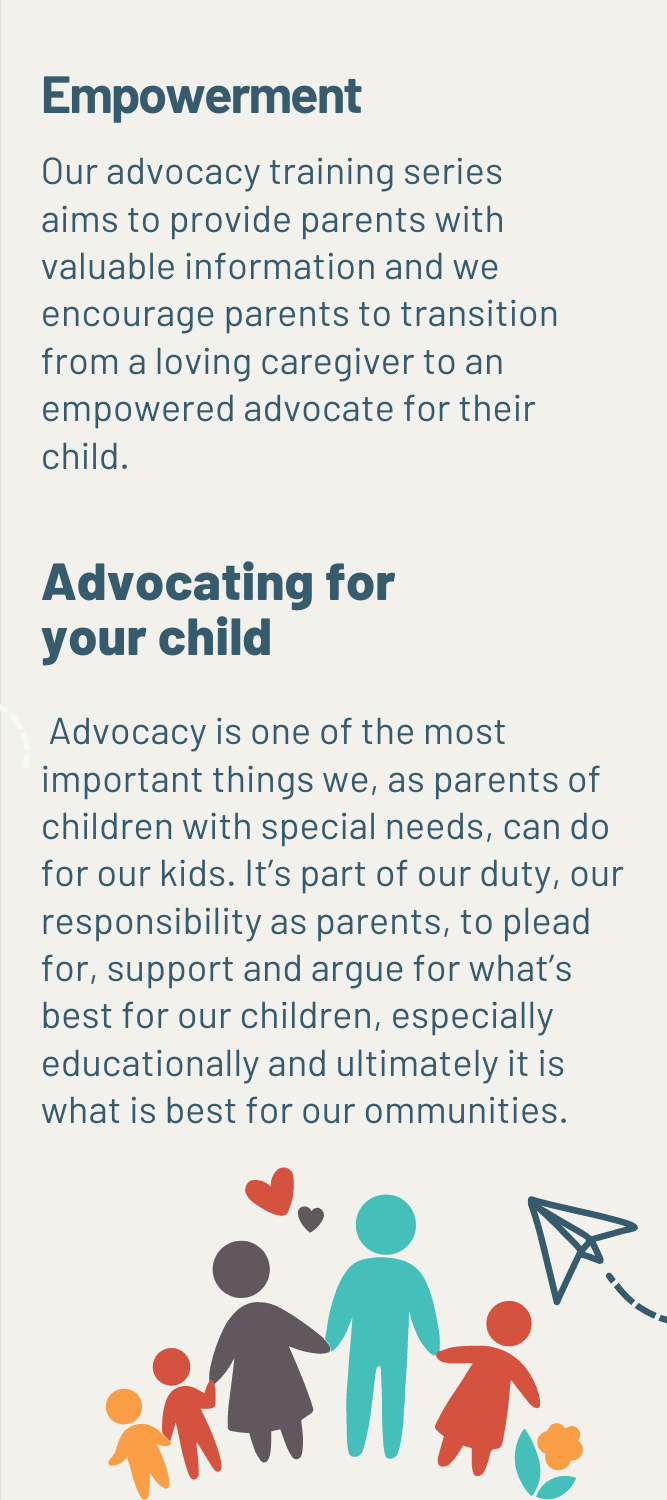 Empowerment
Our advocacy training series
aims to provide parents with
valuable information and we
encourage parents to transition
from a loving caregiver to an
empowered advocate for their
child.
Advocating for
your child
Advocacy is one of the most
important things we, as parents of
children with special needs, can do
for our kids. It’s part of our duty, our
responsibility as parents, to plead
for, support and argue for what’s
best for our children, especially
educationally and ultimately it is
what is best for our ommunities.